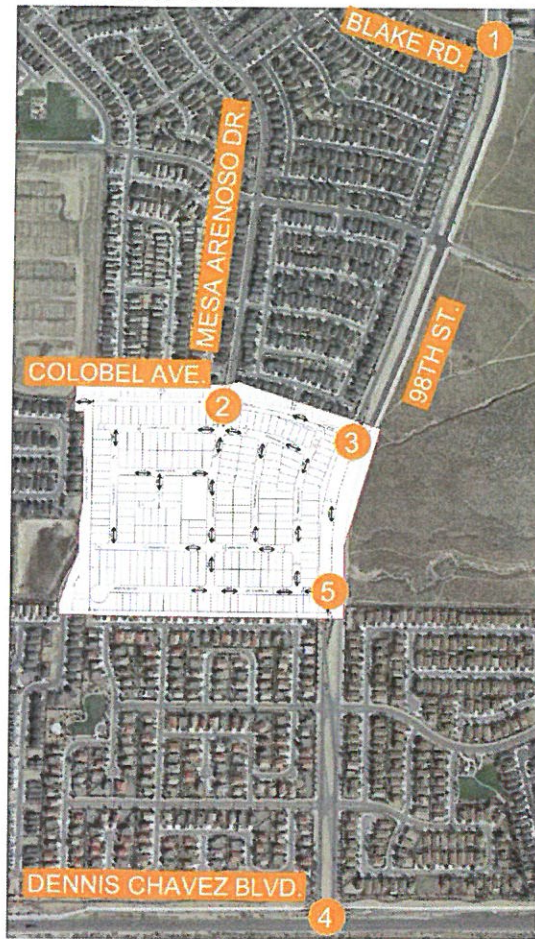 BLAKE RD.
1
MESA ARENOSO DR.
98TH ST.
COLOBEL AVE.
2
3
5
DENNIS CHAVEZ BLVD.
4